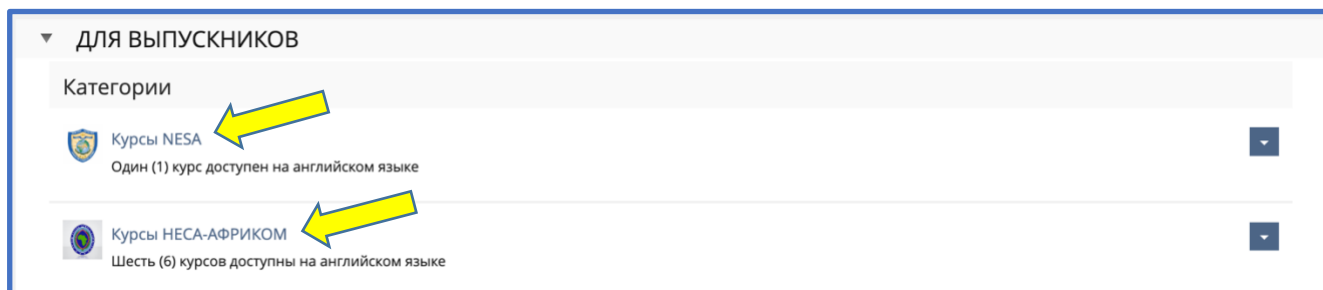 ДЛЯ ВЫПУСКНИКОВ
Категории
Курсы NESA
Один (1) курс доступен на английском языке
Курсы НЕСА-АФРИКОМ
Шесть (6) курсов доступны на английском языке